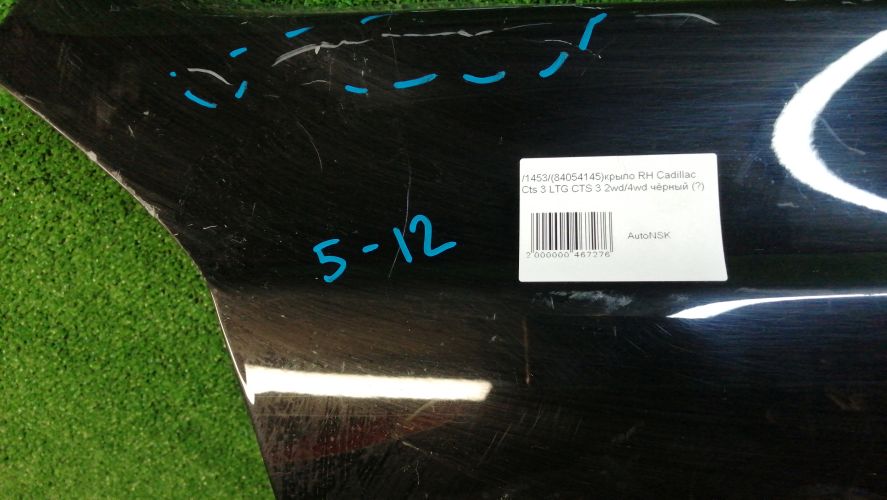 /1453/(84054145)крыло RH Cadillac
Cts 3 LTG CTS 3 2wd/4wd чёрный (?)
AutoNSK
2 000000 467276
5-12